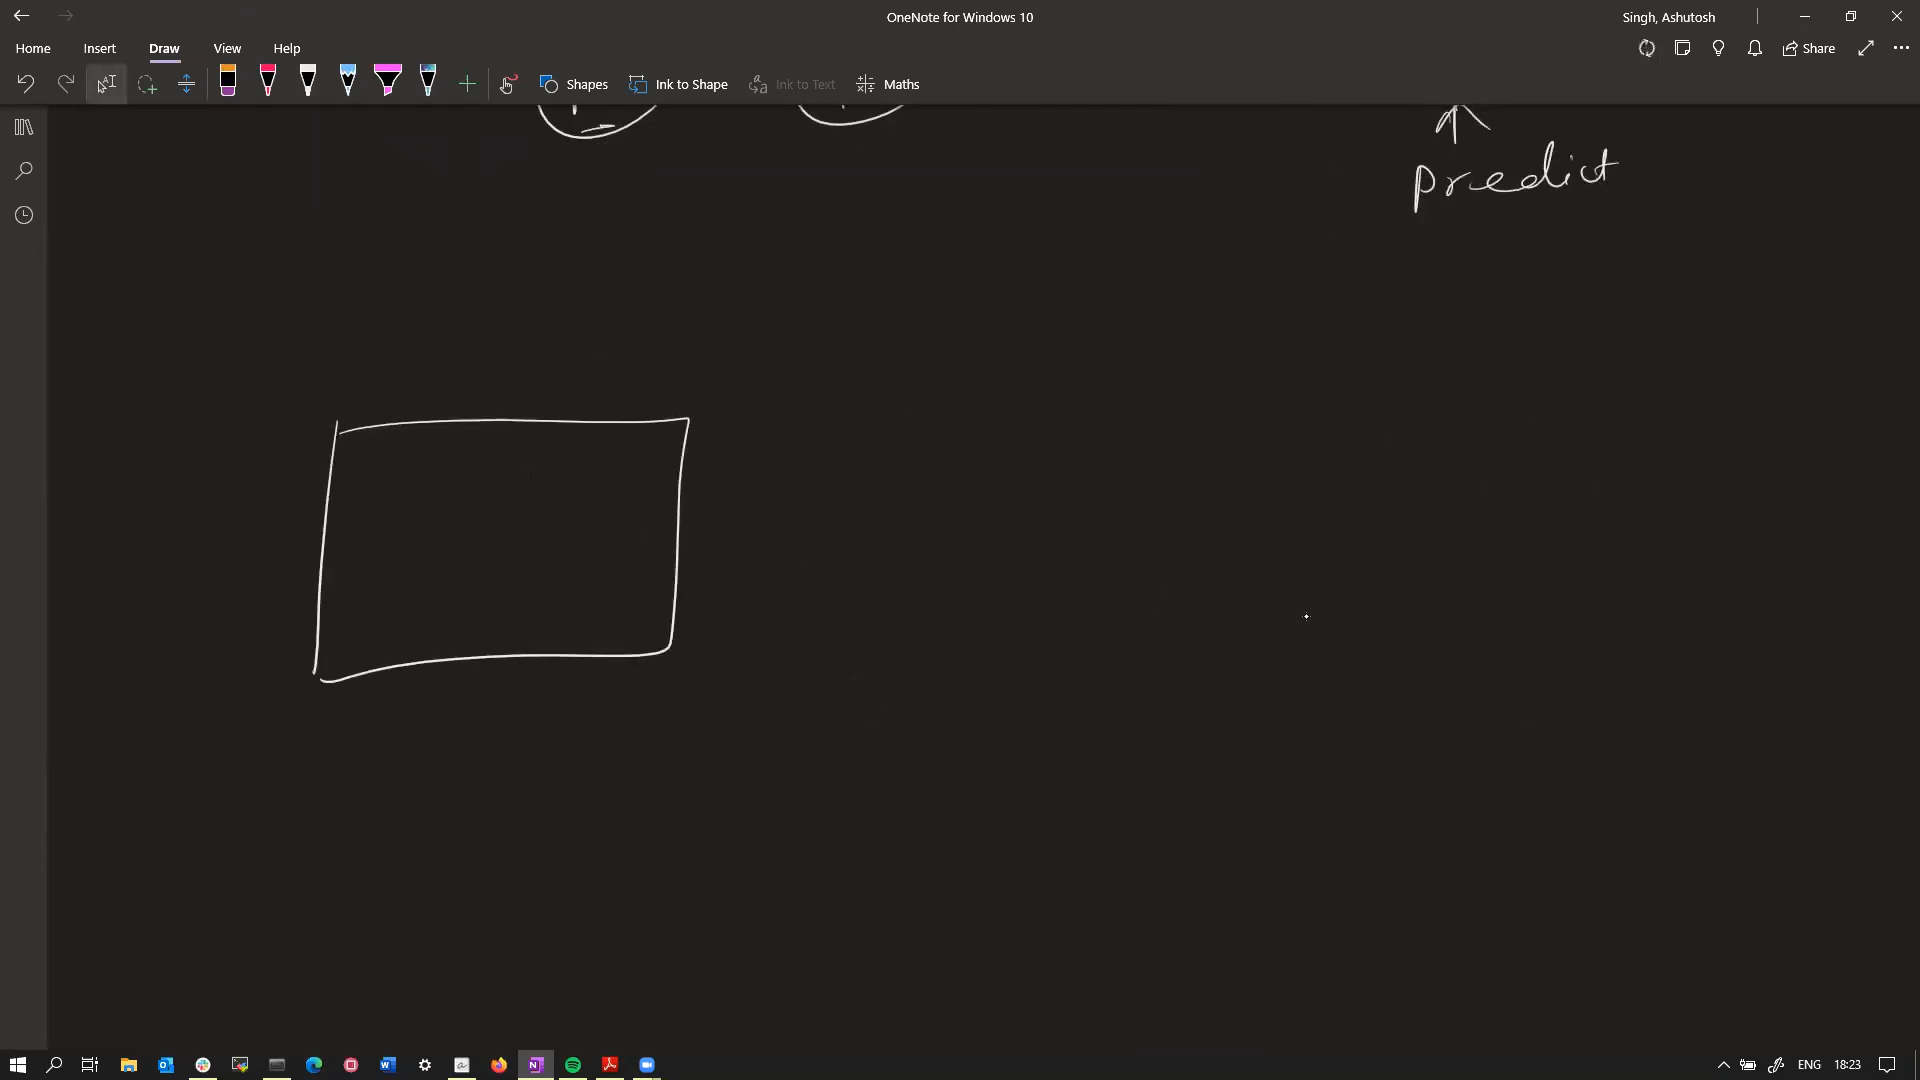 OneNote for Windows 10
Singh, Ashutosh
Home Insert Draw View Help
Share
Shapes Ink to Shape Ink to Text Maths
predict
ENG 18:23